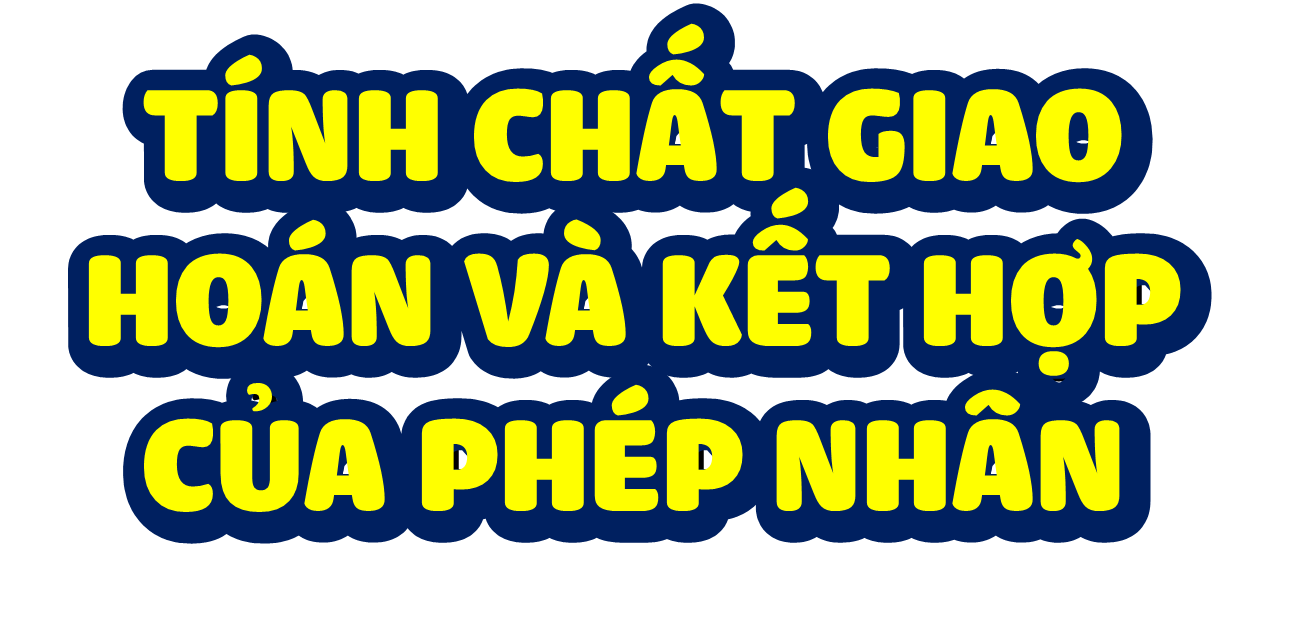 TÍNH CHẤT GIAO
HOÁN VÀ KẾT HỢP
CỦA PHÉP NHÂN